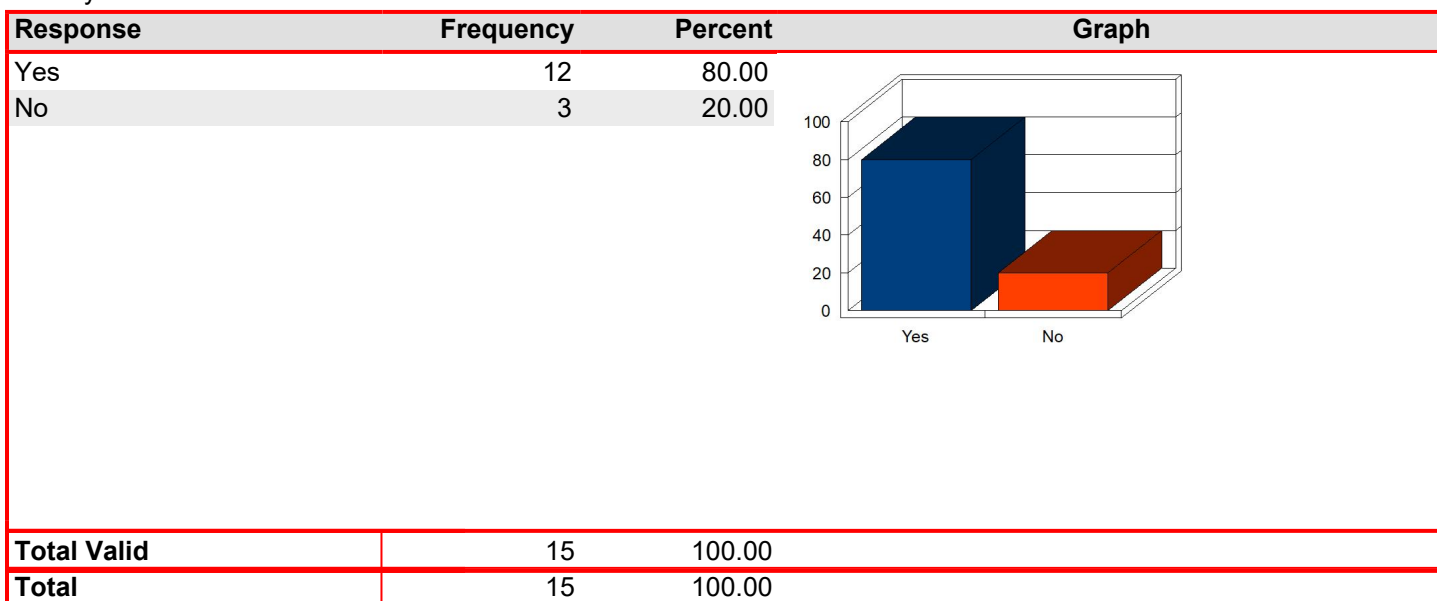 Response Frequency Percent Graph
Yes 12 80.00
No 3 20.00
100
80
60
40
20
0
Yes No
Total Valid 15 100.00
Total 15 100.00